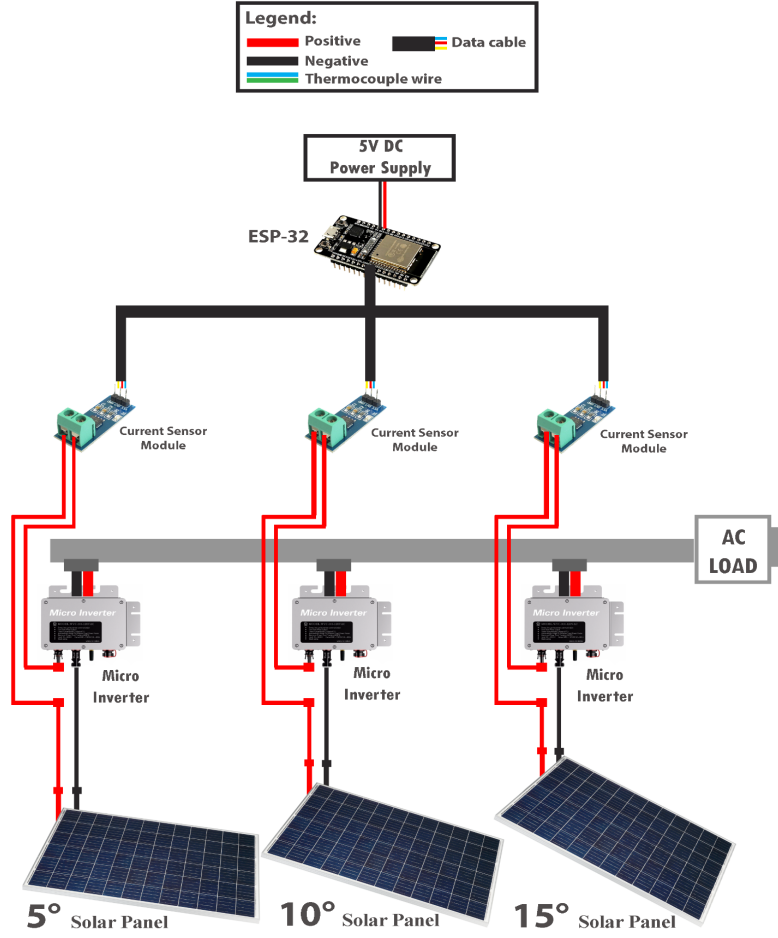 Legend:
Positive
Data cable
Negative
Thermocouple wire
5V DC
Power Supply
ESP-32
Current Sensor
Module
Current Sensor
Module
Current Sensor
Module
AC
LOAD
Micro Inverter
Micro Inverter
Micro Inverter
Micro
Inverter
Micro
Inverter
Micro
Inverter
5° Solar Panel
10° Solar Panel
15° Solar Panel